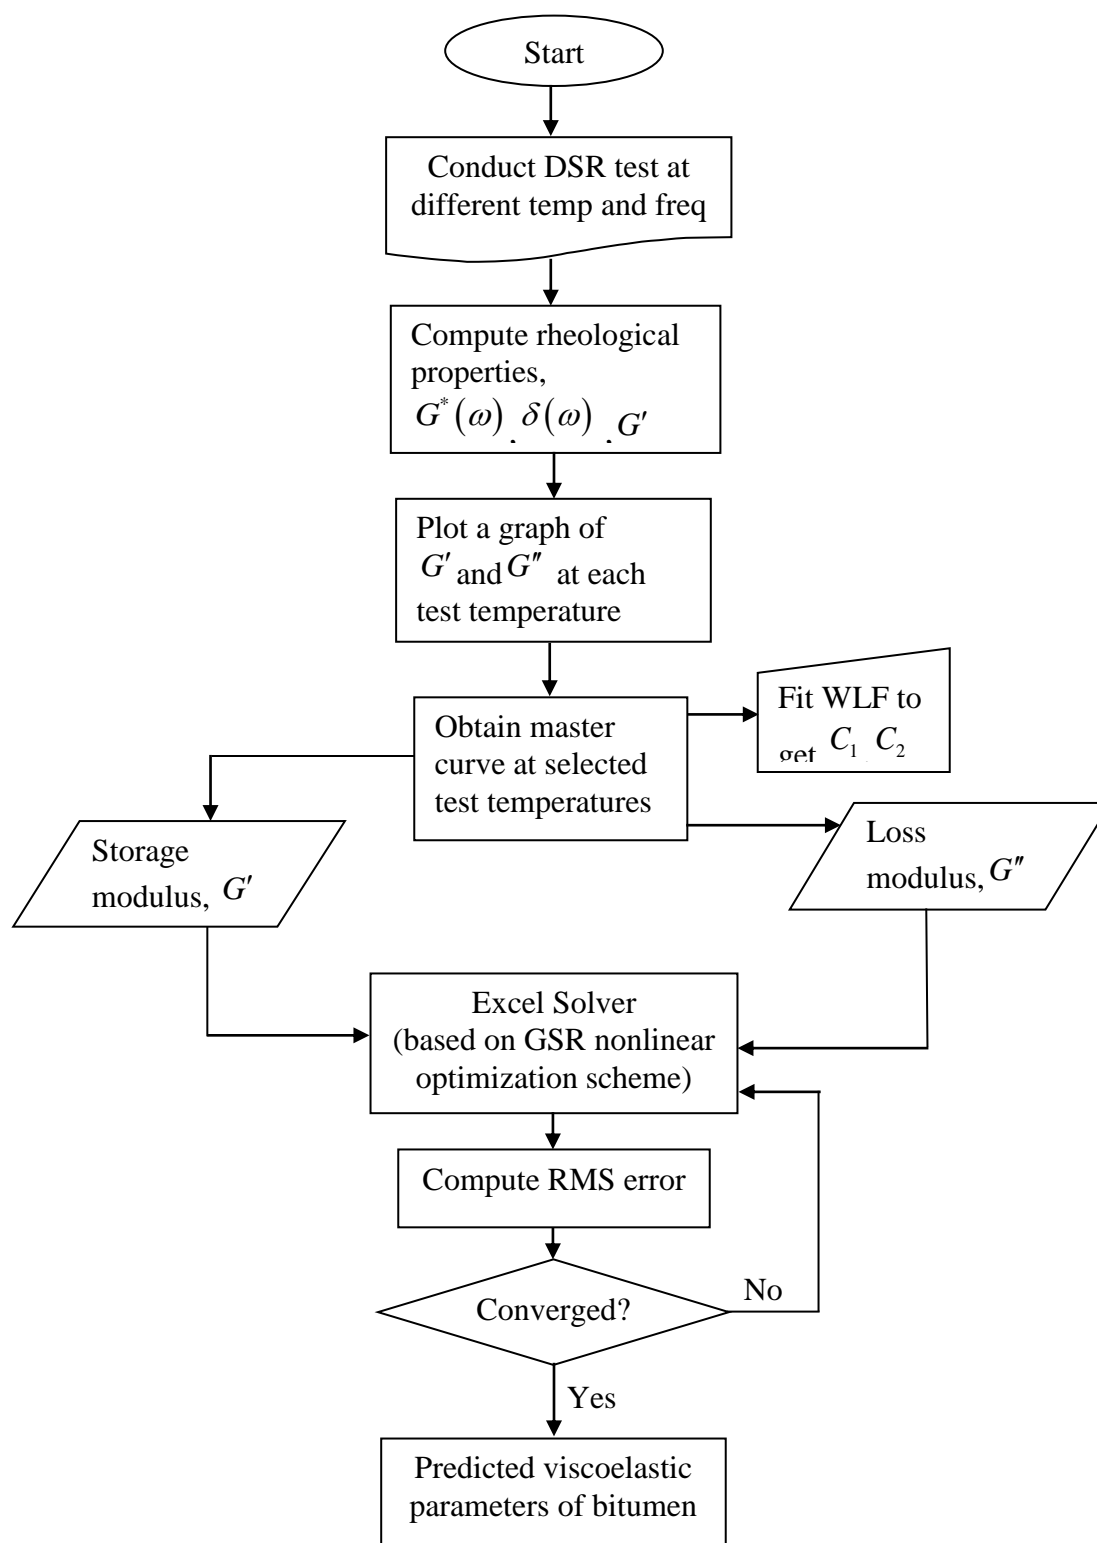 Start
Conduct DSR test at
different temp and freq
Compute rheological
properties,
G*(ω) , δ(ω) , G′
Plot a graph of
G′ and G″ at each
test temperature
Obtain master
curve at selected
test temperatures
Fit WLF to
get C₁ C₂
Storage
modulus, G′
Loss
modulus, G″
Excel Solver
(based on GSR nonlinear
optimization scheme)
Compute RMS error
Converged?
No
Yes
Predicted viscoelastic
parameters of bitumen